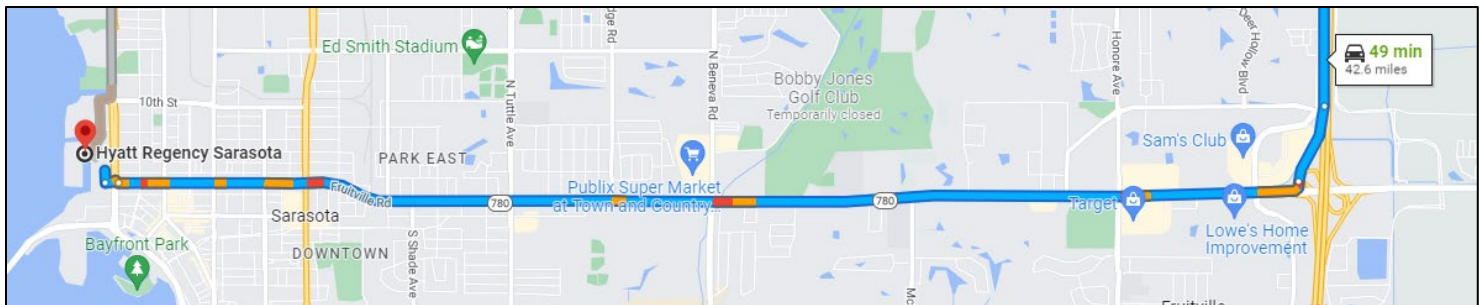 Ed Smith Stadium
10th St
Hyatt Regency Sarasota
PARK EAST
N Tuttle Ave
Publix Super Market
at Town and Country...
N Beneva Rd
Bobby Jones
Golf Club
Temporarily closed
Honore Ave
Deer Hollow Blvd
49 min
42.6 miles
Sam's Club
Fruitville Rd
780
780
Target
Lowe's Home
Improvement
Sarasota
Bayfront Park
DOWNTOWN
S Shade Ave